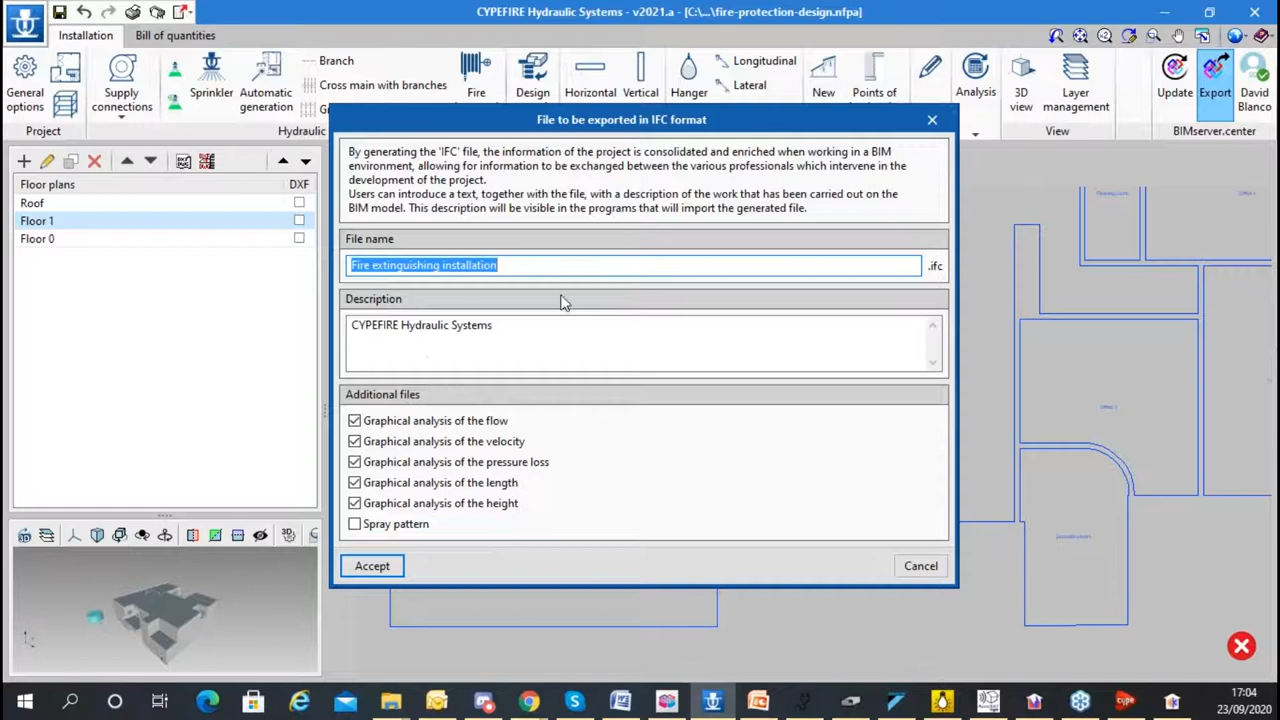 CYPEFIRE Hydraulic Systems - v2021.a - [C:\...\fire-protection-design.nfpa]
Installation
Bill of quantities
General options
Supply connections
Sprinkler
Automatic generation
Branch
Cross main with branches
Fire
Design
Horizontal
Vertical
Hanger
Longitudinal
Lateral
New
Points of
Analysis
3D view
Layer management
Update
Export
David Blanco
Project
Hydraulic
View
BIMserver.center
File to be exported in IFC format
By generating the 'IFC' file, the information of the project is consolidated and enriched when working in a BIM
environment, allowing for information to be exchanged between the various professionals which intervene in the
development of the project.
Users can introduce a text, together with the file, with a description of the work that has been carried out on the
BIM model. This description will be visible in the programs that will import the generated file.
File name
Fire extinguishing installation
.ifc
Description
CYPEFIRE Hydraulic Systems
Additional files
Graphical analysis of the flow
Graphical analysis of the velocity
Graphical analysis of the pressure loss
Graphical analysis of the length
Graphical analysis of the height
Spray pattern
Accept
Cancel
Floor plans
DXF
Roof
Floor 1
Floor 0
17:04
23/09/2020